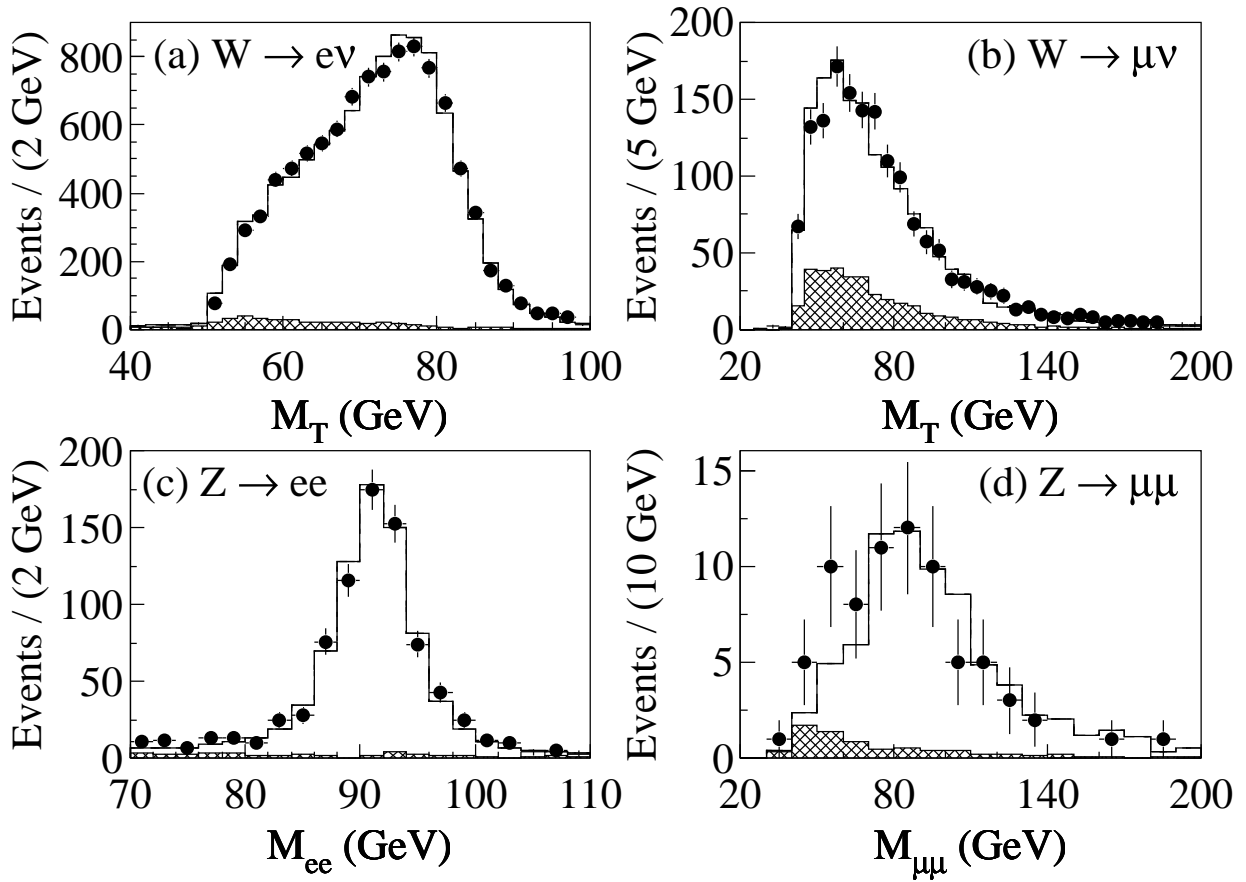 (a) W → eν
Events / (2 GeV)
800
600
400
200
0
40 60 80 100
M_T (GeV)
(b) W → μν
Events / (5 GeV)
200
150
100
50
0
20 80 140 200
M_T (GeV)
(c) Z → ee
Events / (2 GeV)
200
150
100
50
0
70 80 90 100 110
M_ee (GeV)
(d) Z → μμ
Events / (10 GeV)
15
10
5
0
20 80 140 200
M_μμ (GeV)